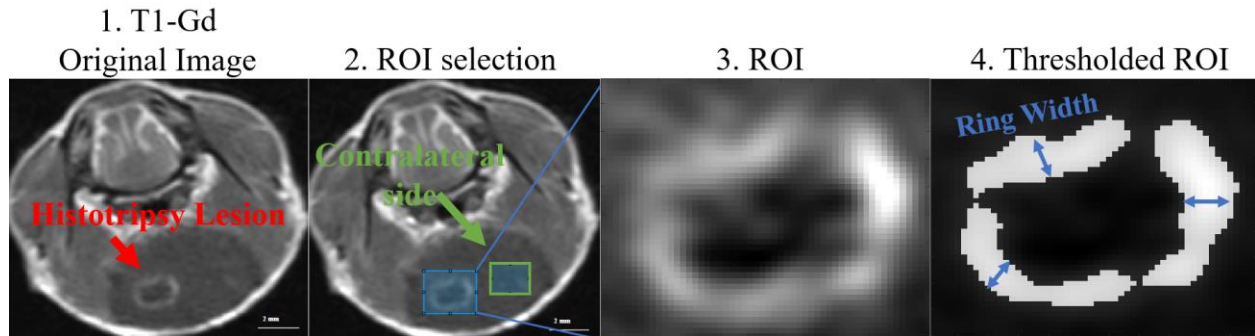 1. T1-Gd
Original Image
2. ROI selection
3. ROI
4. Thresholded ROI
Histotripsy Lesion
2 mm
Contralateral
side
2 mm
Ring Width